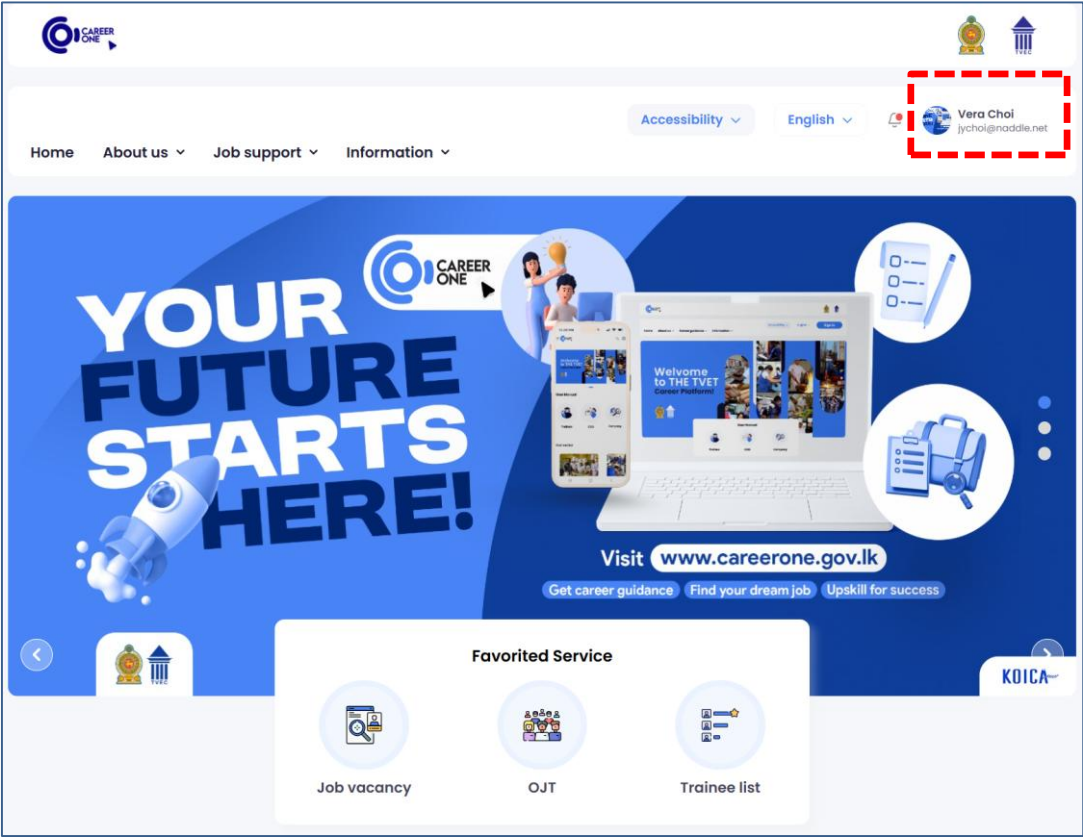 CAREER
ONE
TVEC
Accessibility
English
Vera Choi
jychoi@naddle.net
Home About us Job support Information
CAREER
ONE
YOUR
FUTURE
STARTS
HERE!
Welvome
to THE TVET
Career Platform!
Visit www.careerone.gov.lk
Get career guidance Find your dream job Upskill for success
TVEC
KOICA
Favorited Service
Job vacancy OJT Trainee list